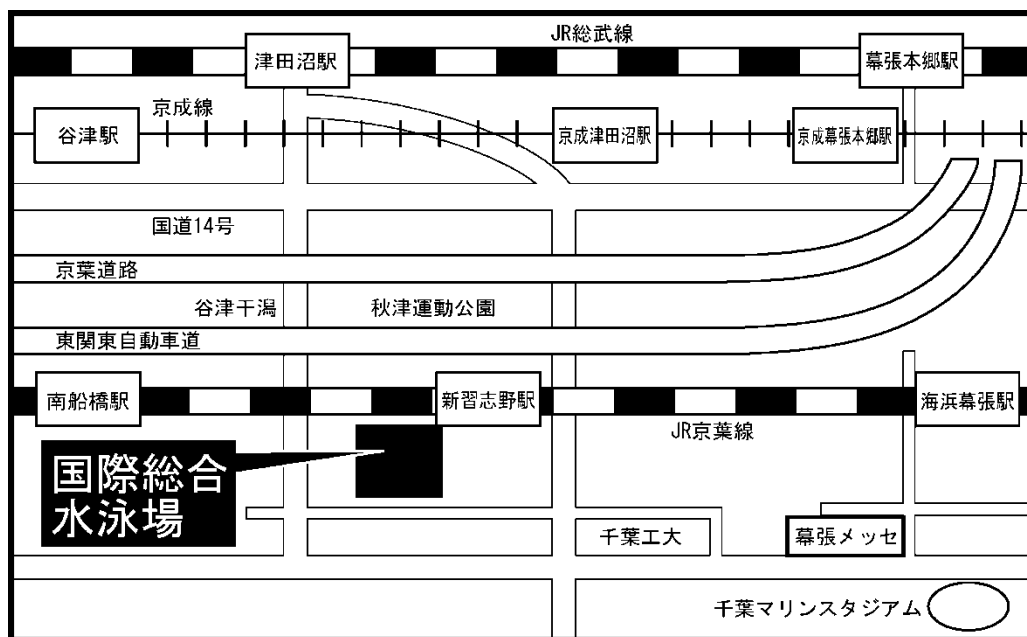 JR総武線
津田沼駅
幕張本郷駅
京成線
谷津駅
京成津田沼駅
京成幕張本郷駅
国道14号
京葉道路
谷津干潟
秋津運動公園
東関東自動車道
南船橋駅
新習志野駅
海浜幕張駅
JR京葉線
国際総合
水泳場
千葉工大
幕張メッセ
千葉マリンスタジアム